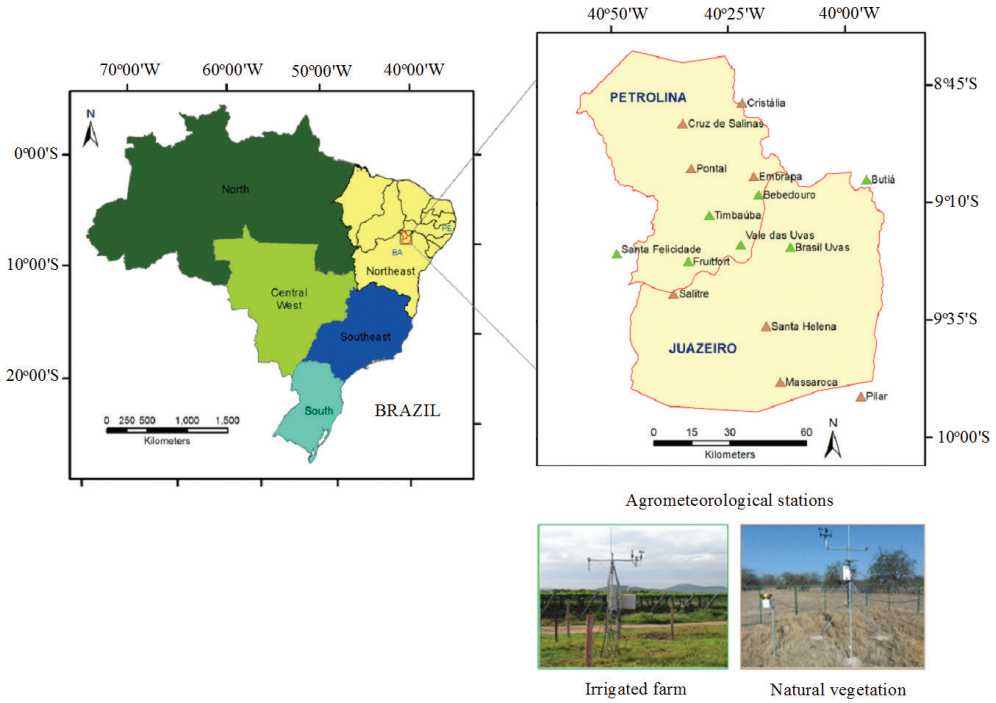 70°00'W
60°00'W
50°00'W
40°00'W
0°00'S
10°00'S
20°00'S
N
North
PE
BA
Northeast
Central
West
Southeast
South
BRAZIL
0 250 500 1,000 1,500
Kilometers
40°50'W
40°25'W
40°00'W
8°45'S
9°10'S
9°35'S
10°00'S
PETROLINA
Cristália
Cruz de Salinas
Pontal
Embrapa
Butiá
Bebedouro
Timbaúba
Vale das Uvas
Santa Felicidade
Brasil Uvas
Fruitfort
Salitre
Santa Helena
JUAZEIRO
Massaroca
Pilar
0 15 30 60
Kilometers
N
Agrometeorological stations
Irrigated farm
Natural vegetation